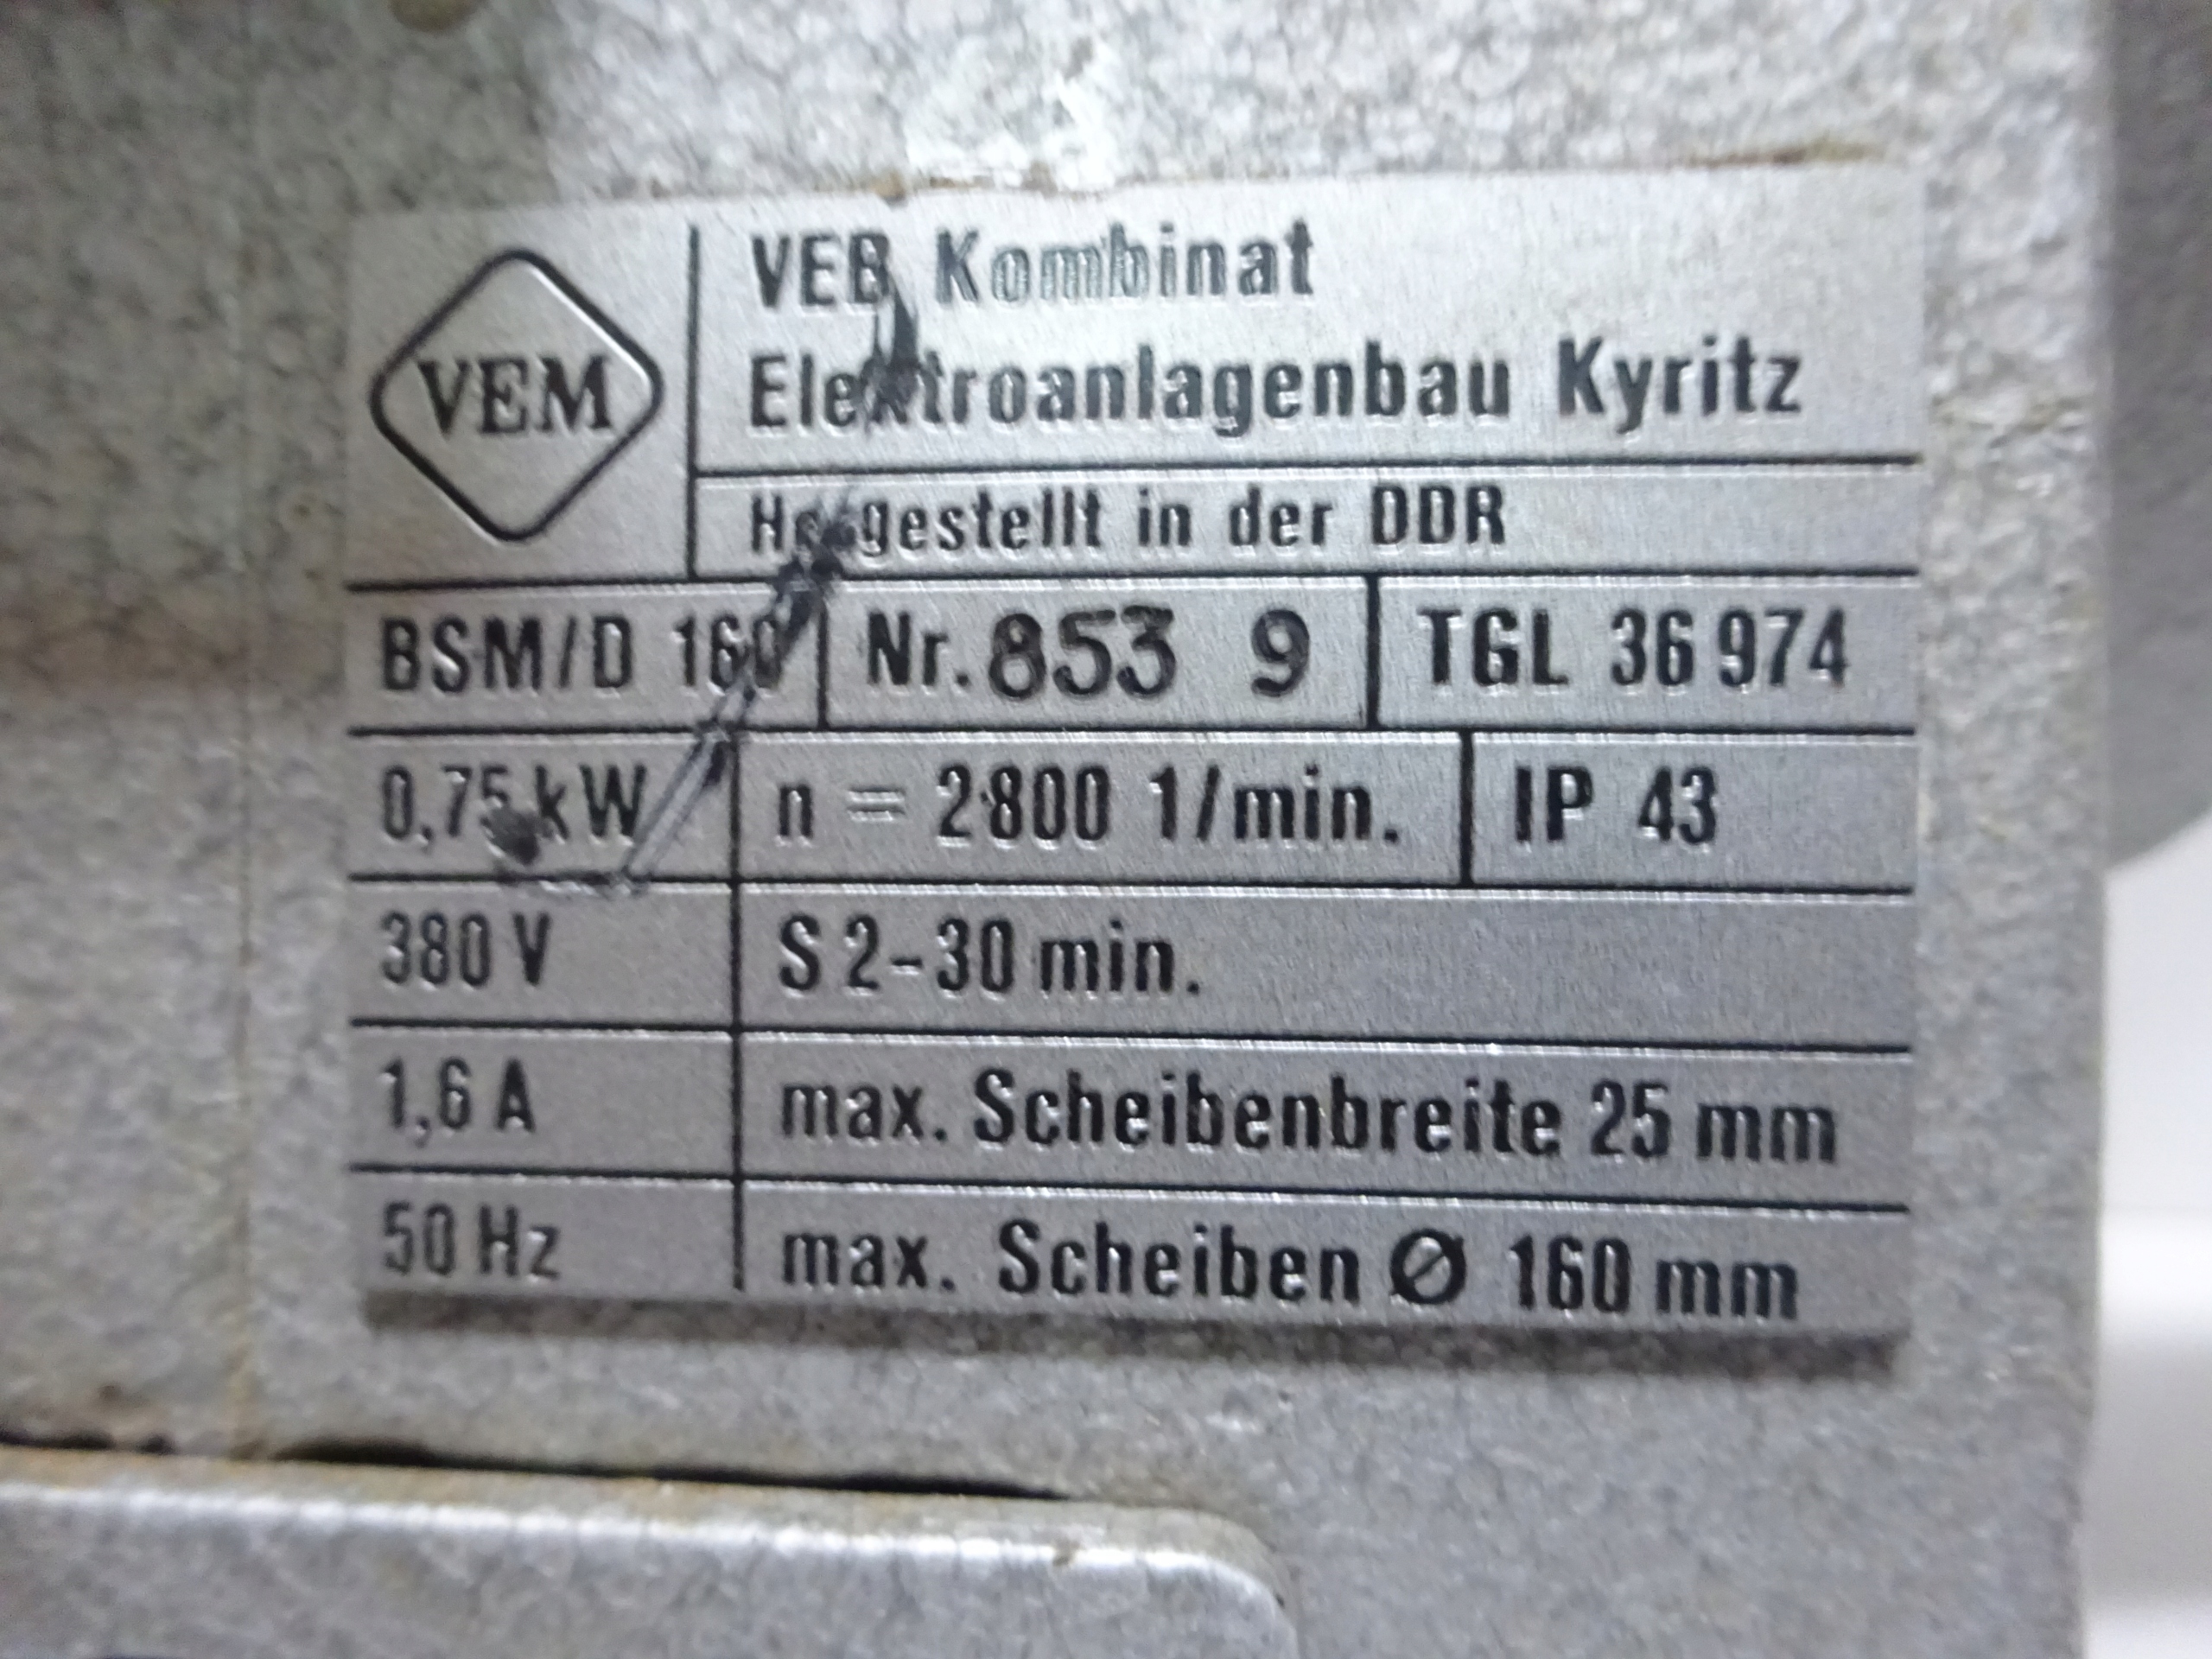 VEM
VEB Kombinat
Elektroanlagenbau Kyritz
Hergestellt in der DDR
BSM/D 160 Nr. 853 9 TGL 36 974
0,75 kW n = 2800 1/min. IP 43
380 V S 2-30 min.
1,6 A max. Scheibenbreite 25 mm
50 Hz max. Scheiben Ø 160 mm